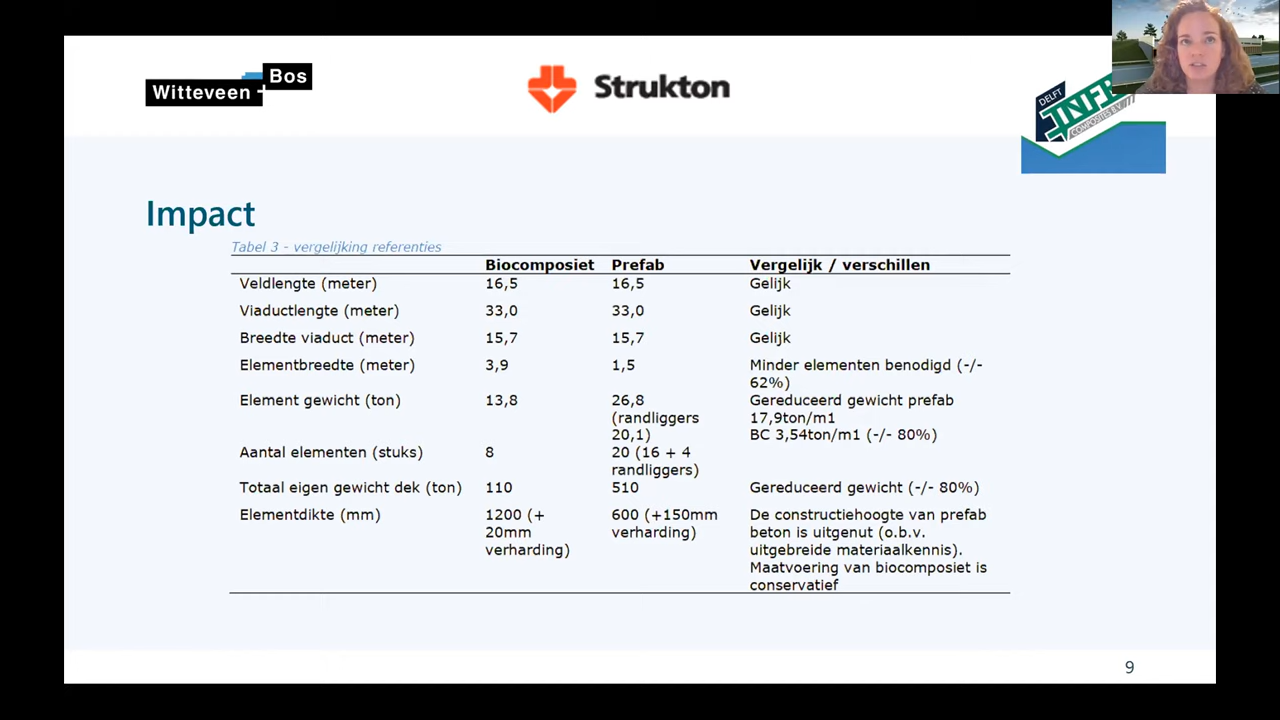 Witteveen+Bos
Strukton
DELFT
INFR
COMPOSITES B.V.
Impact
Tabel 3 - vergelijking referenties
Biocomposiet Prefab Vergelijk / verschillen
Veldlengte (meter) 16,5 16,5 Gelijk
Viaductlengte (meter) 33,0 33,0 Gelijk
Breedte viaduct (meter) 15,7 15,7 Gelijk
Elementbreedte (meter) 3,9 1,5 Minder elementen benodigd (-/-
62%)
Element gewicht (ton) 13,8 26,8 Gereduceerd gewicht prefab
(randliggers 17,9ton/m1
20,1) BC 3,54ton/m1 (-/- 80%)
Aantal elementen (stuks) 8 20 (16 + 4
randliggers)
Totaal eigen gewicht dek (ton) 110 510 Gereduceerd gewicht (-/- 80%)
Elementdikte (mm) 1200 (+ 600 (+150mm De constructiehoogte van prefab
20mm verharding) beton is uitgenut (o.b.v.
verharding) uitgebreide materiaalkennis).
Maatvoering van biocomposiet is
conservatief
9